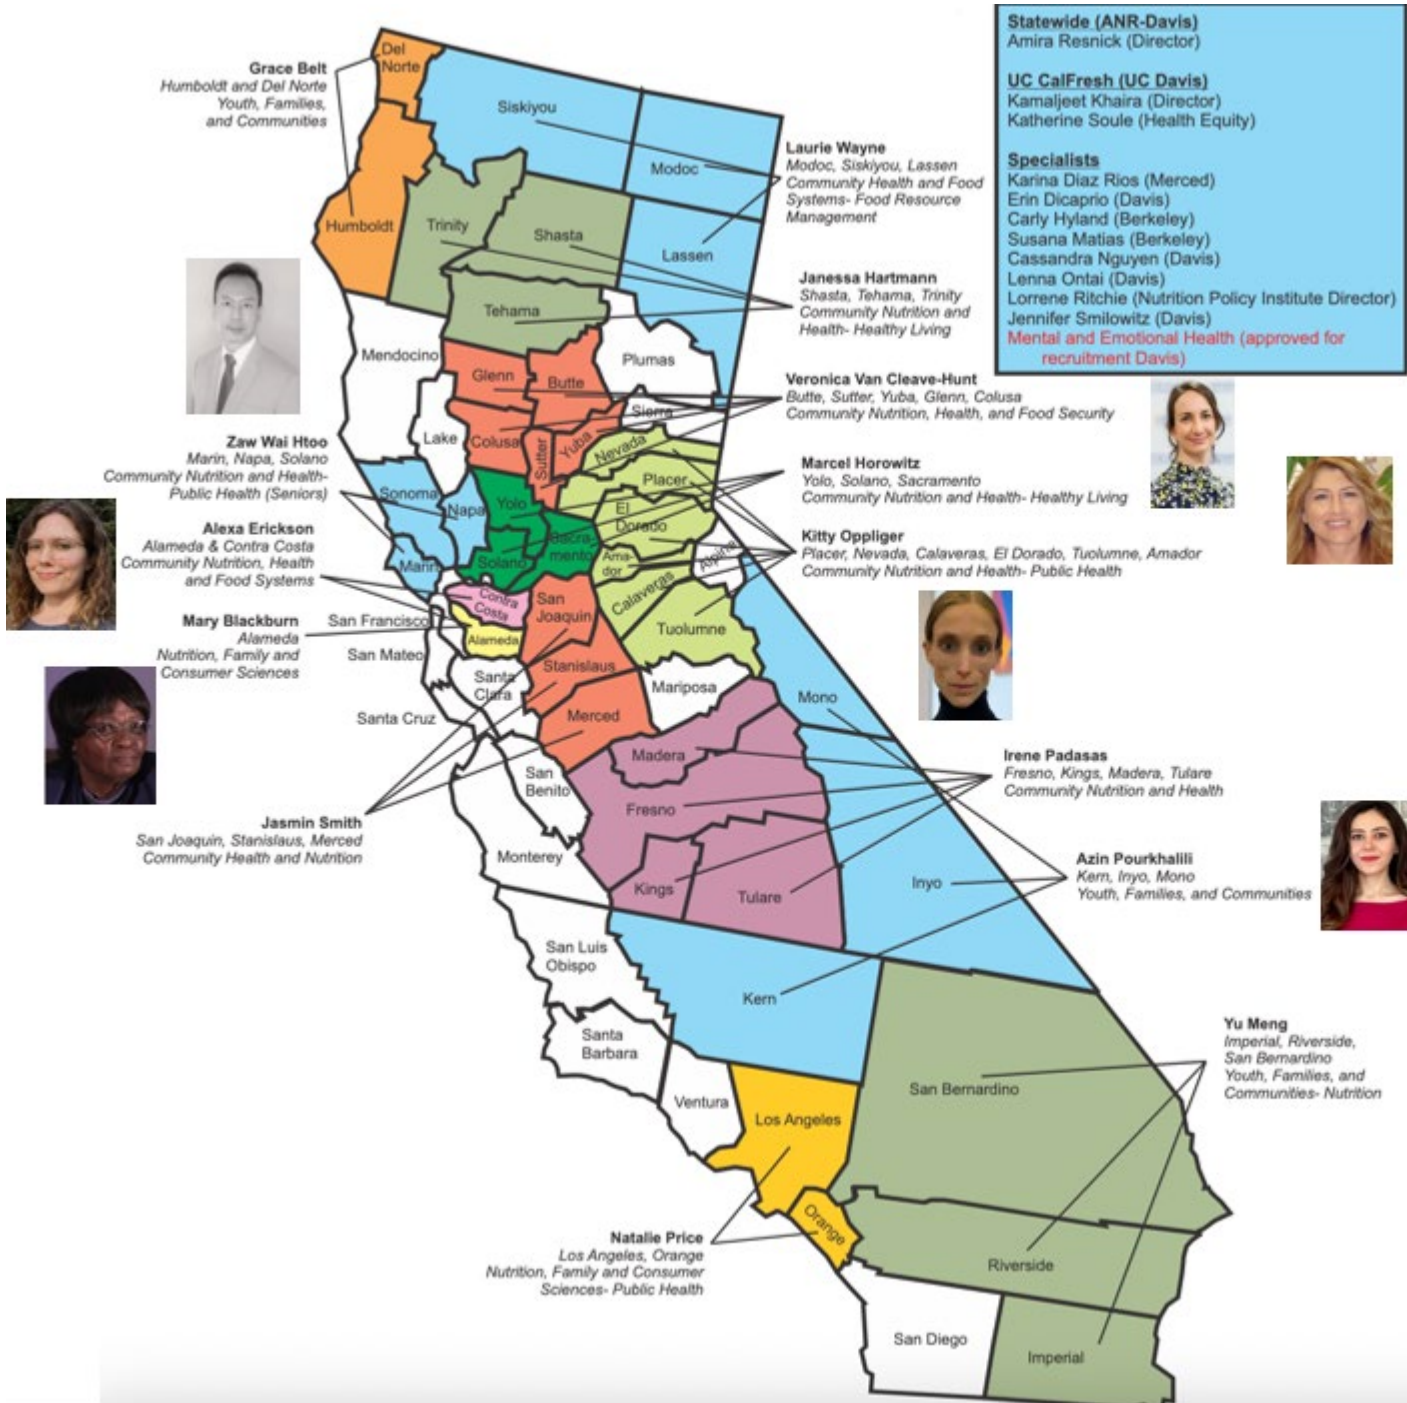 Statewide (ANR-Davis)
Amira Resnick (Director)
UC CalFresh (UC Davis)
Kamaljeet Khaira (Director)
Katherine Soule (Health Equity)
Specialists
Karina Diaz Rios (Merced)
Erin Dicaprio (Davis)
Carly Hyland (Berkeley)
Susana Matias (Berkeley)
Cassandra Nguyen (Davis)
Lenna Ontai (Davis)
Lorrene Ritchie (Nutrition Policy Institute Director)
Jennifer Smilowitz (Davis)
Mental and Emotional Health (approved for
recruitment Davis)
Grace Belt
Humboldt and Del Norte
Youth, Families,
and Communities
Laurie Wayne
Modoc, Siskiyou, Lassen
Community Health and Food
Systems- Food Resource
Management
Janessa Hartmann
Shasta, Tehama, Trinity
Community Nutrition and
Health- Healthy Living
Veronica Van Cleave-Hunt
Butte, Sutter, Yuba, Glenn, Colusa
Community Nutrition, Health, and Food Security
Zaw Wai Htoo
Marin, Napa, Solano
Community Nutrition and Health-
Public Health (Seniors)
Marcel Horowitz
Yolo, Solano, Sacramento
Community Nutrition and Health- Healthy Living
Alexa Erickson
Alameda & Contra Costa
Community Nutrition, Health
and Food Systems
Kitty Oppliger
Placer, Nevada, Calaveras, El Dorado, Tuolumne, Amador
Community Nutrition and Health- Public Health
Mary Blackburn
Alameda
Nutrition, Family and
Consumer Sciences
Jasmin Smith
San Joaquin, Stanislaus, Merced
Community Health and Nutrition
Irene Padasas
Fresno, Kings, Madera, Tulare
Community Nutrition and Health
Azin Pourkhalili
Kern, Inyo, Mono
Youth, Families, and Communities
Yu Meng
Imperial, Riverside,
San Bernardino
Youth, Families, and
Communities- Nutrition
Natalie Price
Los Angeles, Orange
Nutrition, Family and Consumer
Sciences- Public Health
Del
Norte
Siskiyou
Modoc
Humboldt
Trinity
Shasta
Lassen
Tehama
Mendocino
Plumas
Glenn
Butte
Sierra
Lake
Colusa
Sutter
Yuba
Nevada
Placer
Sonoma
Napa
Yolo
El
Dorado
Sacra-
mento
Marin
Solano
Ama-
dor
Alpine
Contra
Costa
San
Joaquin
Calaveras
San Francisco
Alameda
Tuolumne
San Mateo
Santa
Clara
Stanislaus
Mariposa
Mono
Santa Cruz
Merced
Madera
San
Benito
Fresno
Monterey
Kings
Tulare
Inyo
San Luis
Obispo
Kern
Santa
Barbara
Ventura
Los Angeles
San Bernardino
Orange
Riverside
San Diego
Imperial